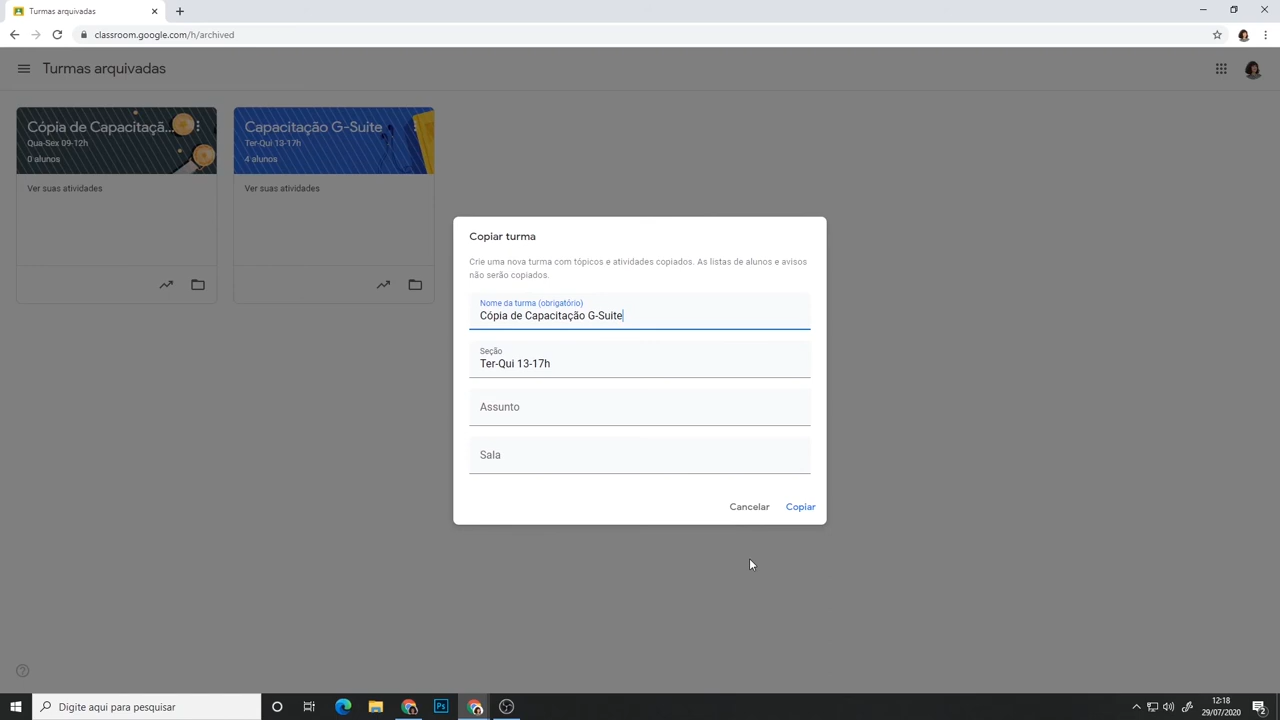 Turmas arquivadas
classroom.google.com/h/archived
Turmas arquivadas
Cópia de Capacitaçã...
Qua-Sex 09-12h
0 alunos
Ver suas atividades
Capacitação G-Suite
Ter-Qui 13-17h
4 alunos
Ver suas atividades
Copiar turma
Crie uma nova turma com tópicos e atividades copiados. As listas de alunos e avisos
não serão copiados.
Nome da turma (obrigatório)
Cópia de Capacitação G-Suite
Seção
Ter-Qui 13-17h
Assunto
Sala
Cancelar
Copiar
Digite aqui para pesquisar
Ps
12:18
29/07/2020
2